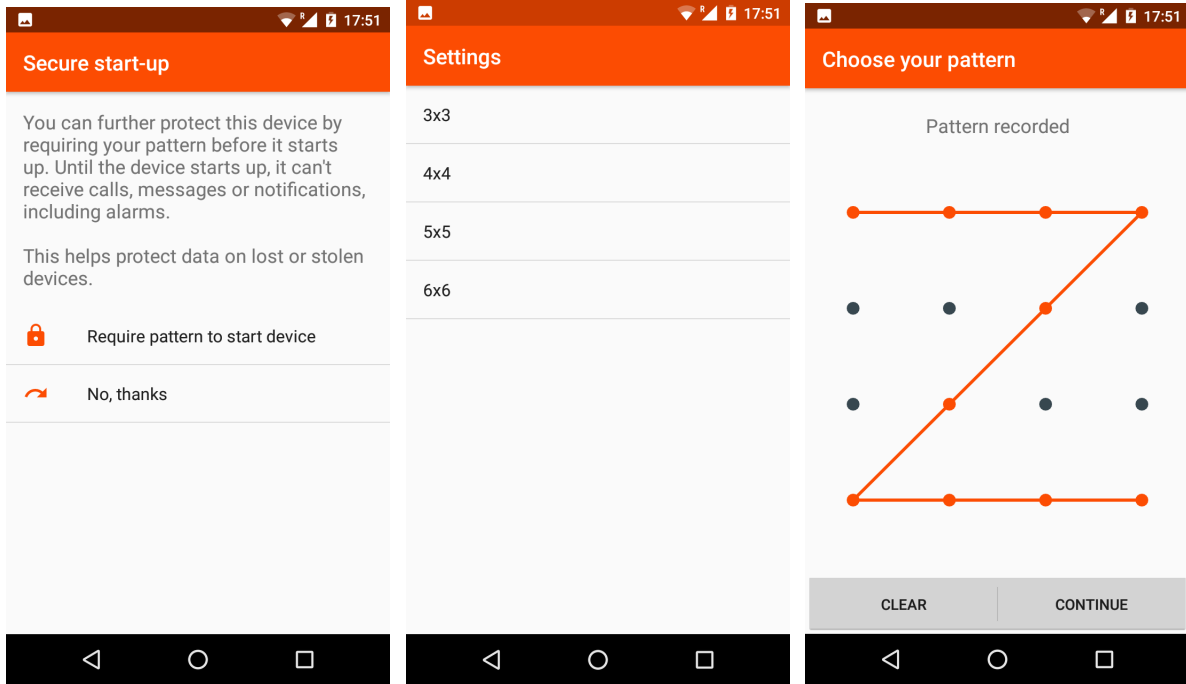 R
17:51
Secure start-up
You can further protect this device by
requiring your pattern before it starts
up. Until the device starts up, it can't
receive calls, messages or notifications,
including alarms.
This helps protect data on lost or stolen
devices.
Require pattern to start device
No, thanks
R
17:51
Settings
3x3
4x4
5x5
6x6
R
17:51
Choose your pattern
Pattern recorded
CLEAR
CONTINUE